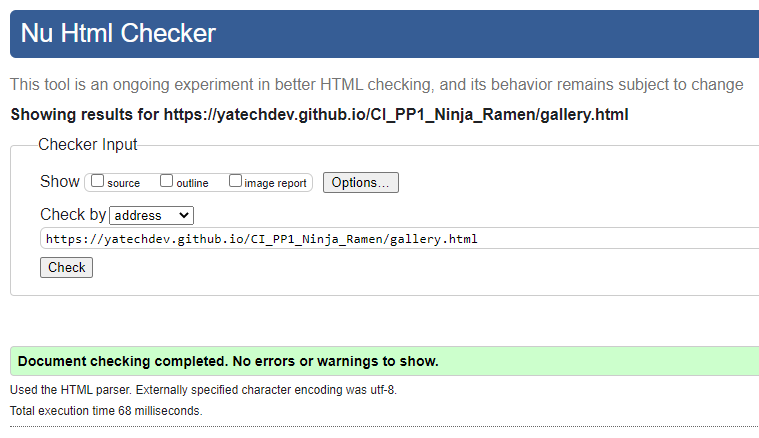 Nu Html Checker
This tool is an ongoing experiment in better HTML checking, and its behavior remains subject to change
Showing results for https://yatechdev.github.io/CI_PP1_Ninja_Ramen/gallery.html
Checker Input
Show source outline image report Options...
Check by address
https://yatechdev.github.io/CI_PP1_Ninja_Ramen/gallery.html
Check
Document checking completed. No errors or warnings to show.
Used the HTML parser. Externally specified character encoding was utf-8.
Total execution time 68 milliseconds.